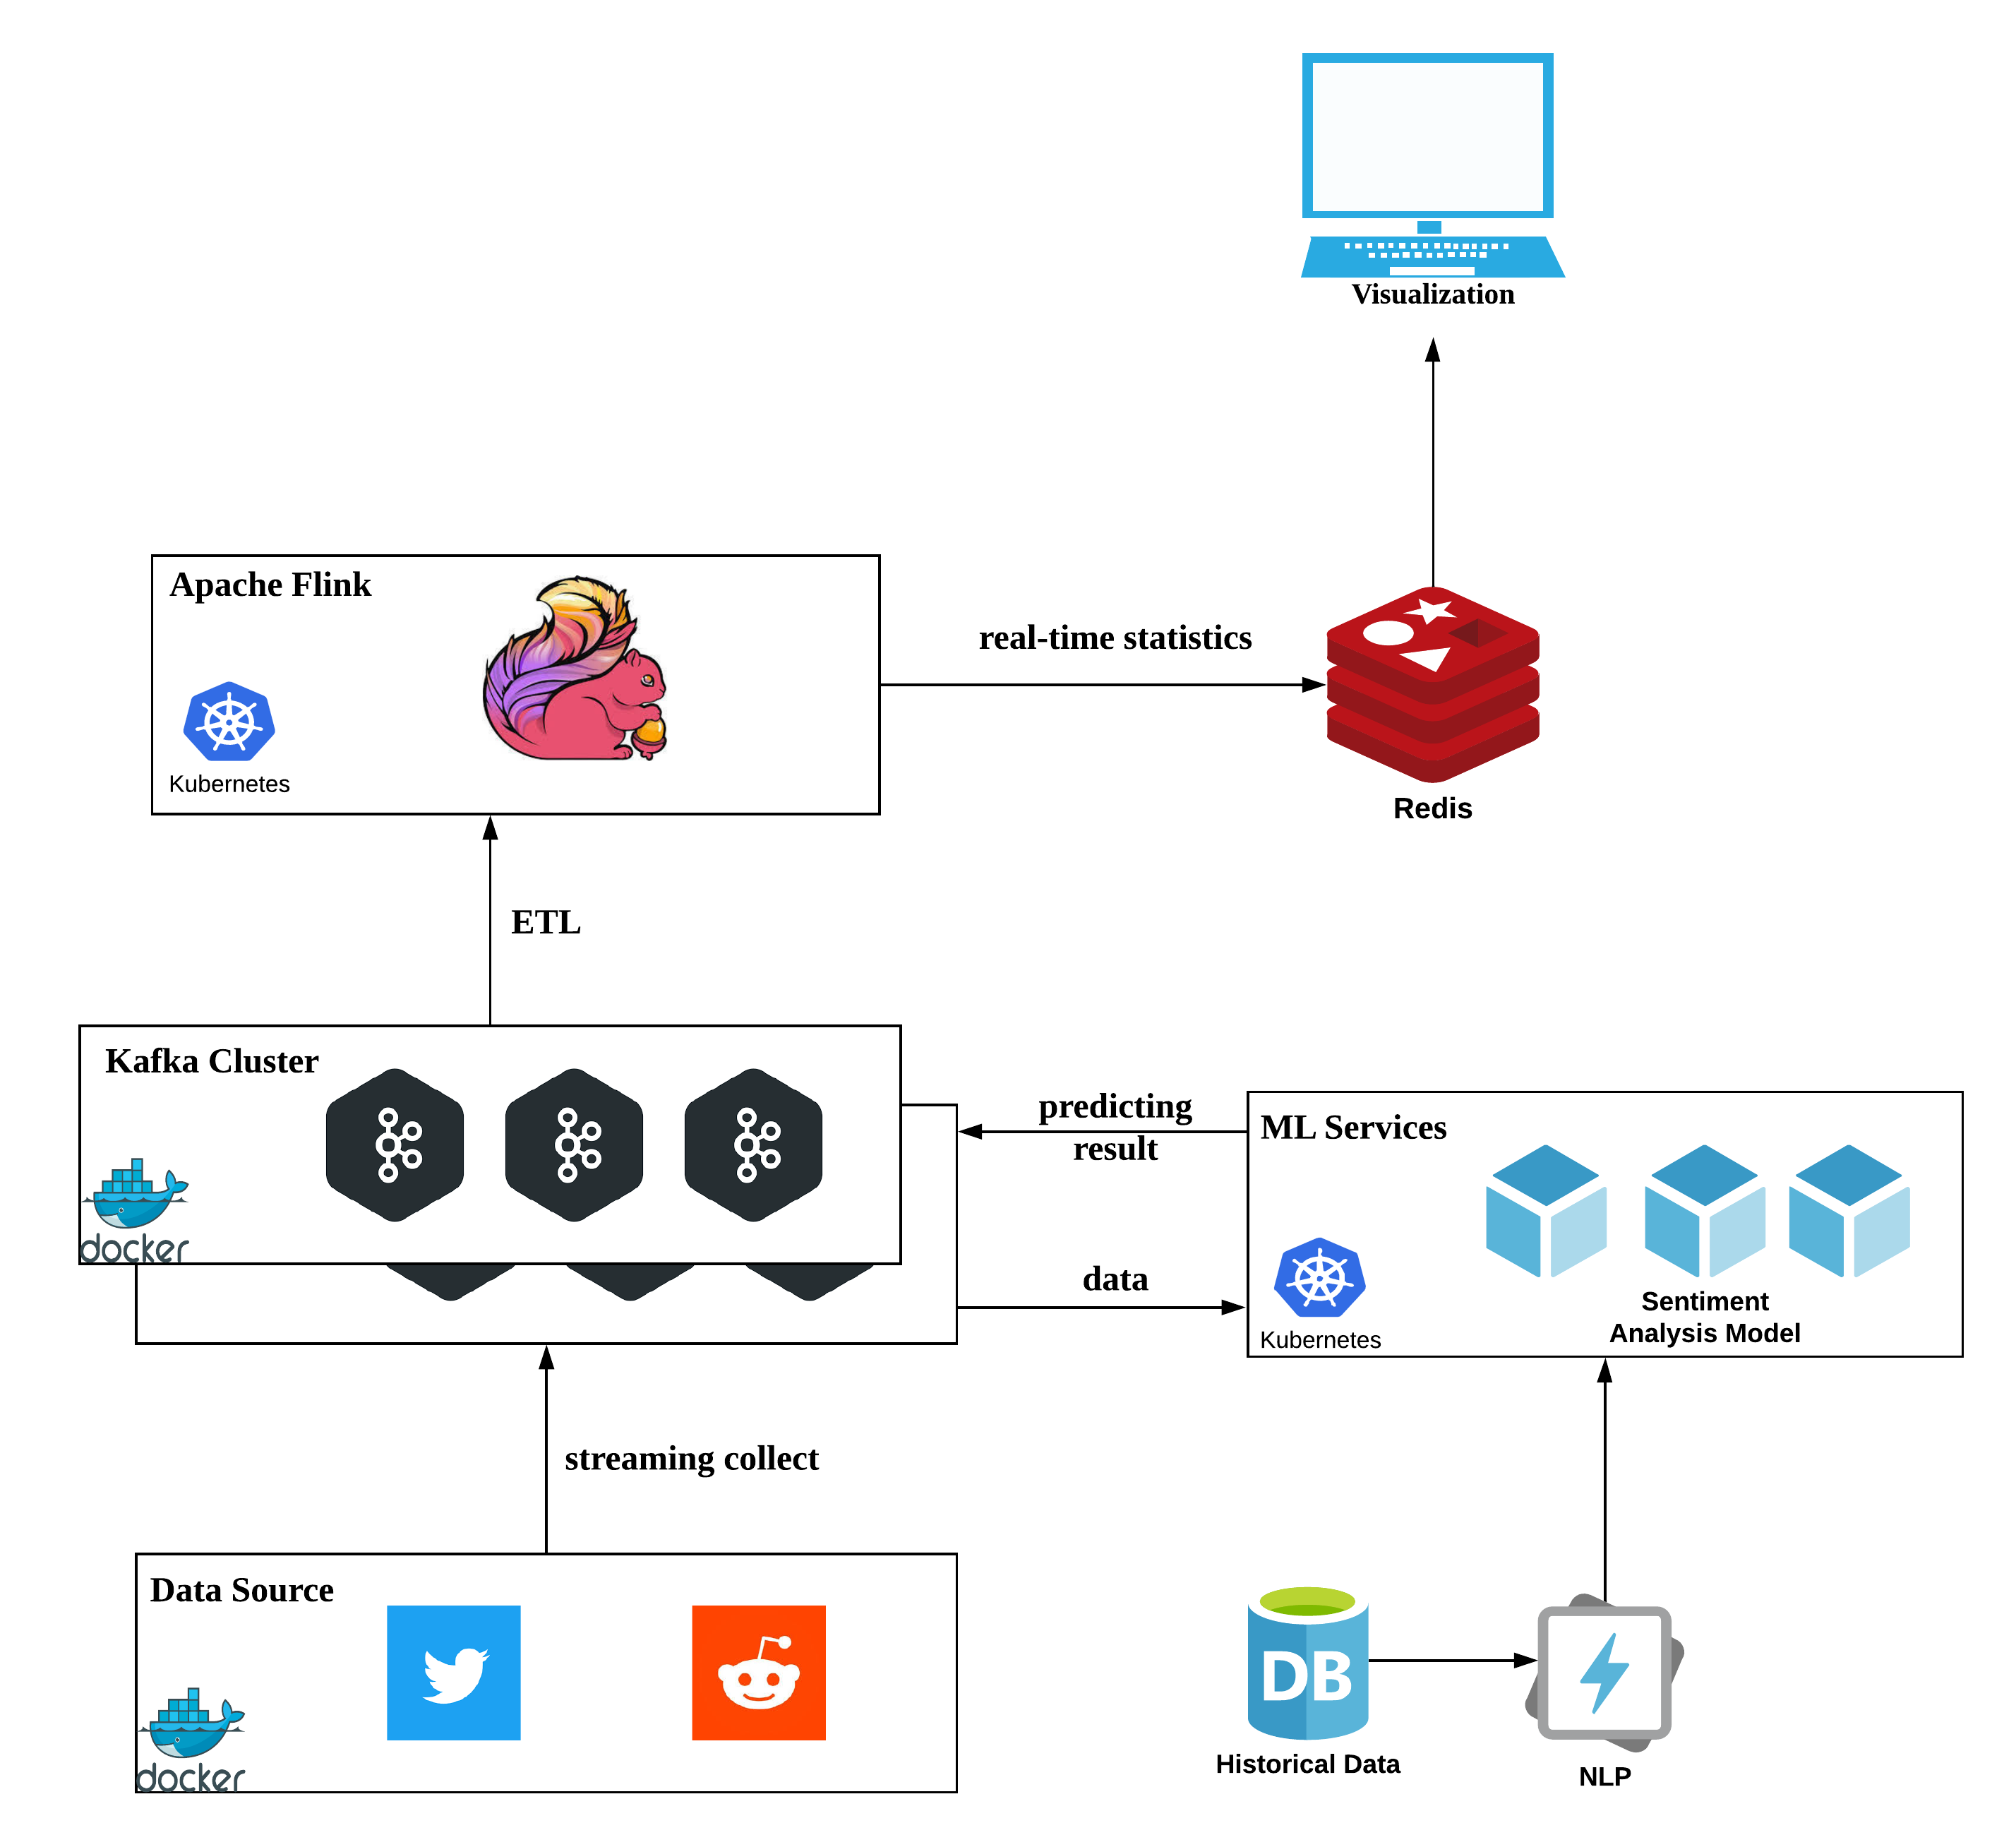 Visualization
Apache Flink
Kubernetes
real-time statistics
Redis
ETL
Kafka Cluster
docker
predicting
result
data
ML Services
Kubernetes
Sentiment
Analysis Model
streaming collect
Data Source
docker
DB
Historical Data
NLP